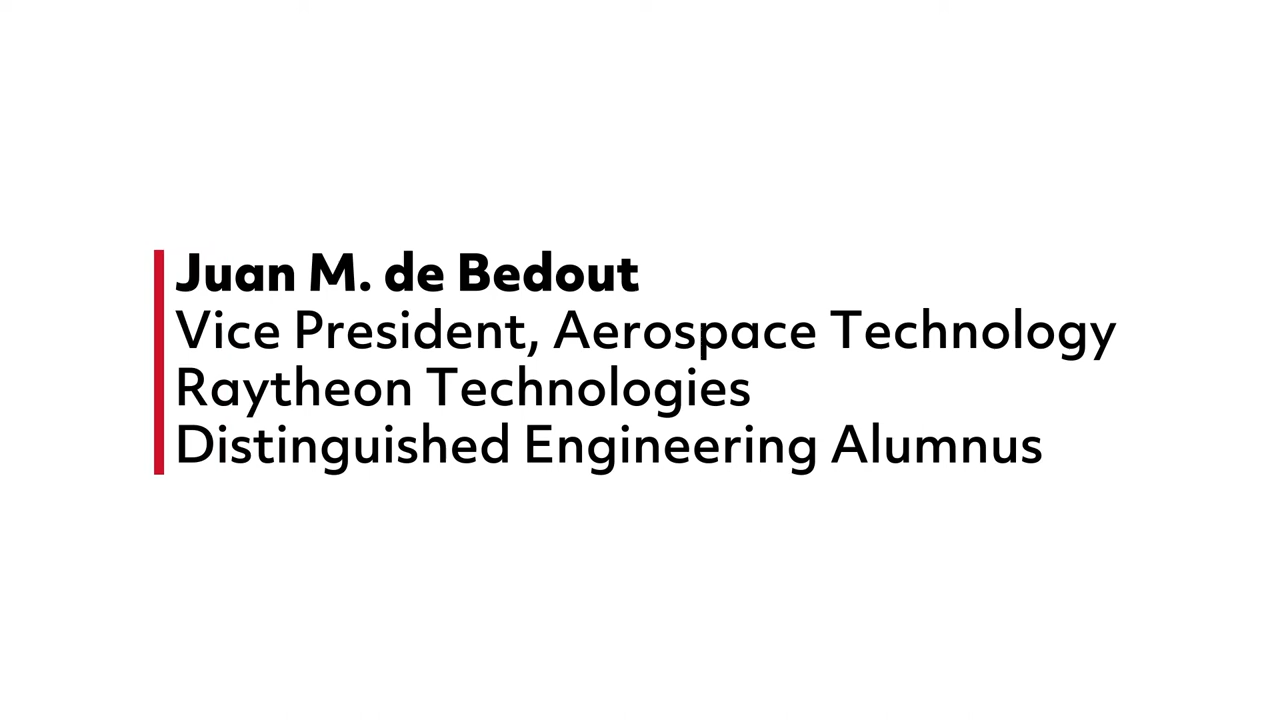 Juan M. de Bedout
Vice President, Aerospace Technology
Raytheon Technologies
Distinguished Engineering Alumnus